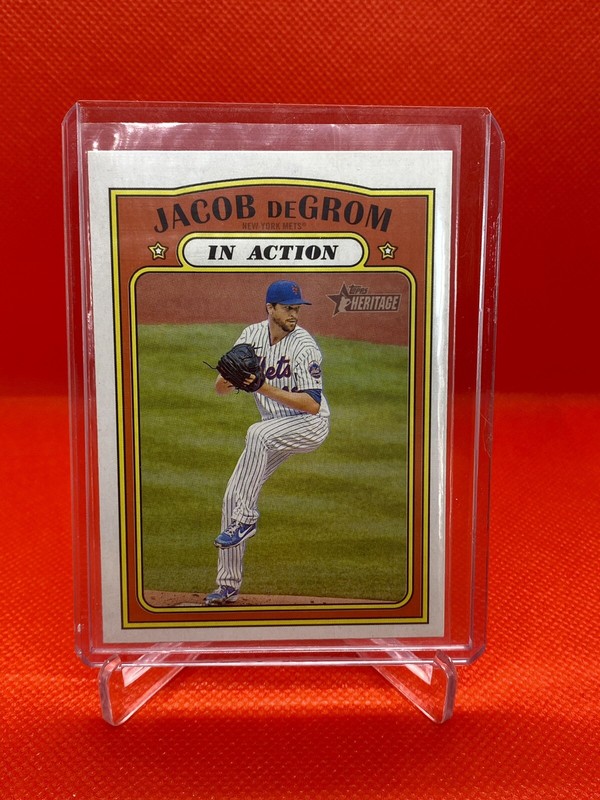 JACOB DEGROM
NEW YORK METS®
IN ACTION
Topps
HERITAGE
Mets